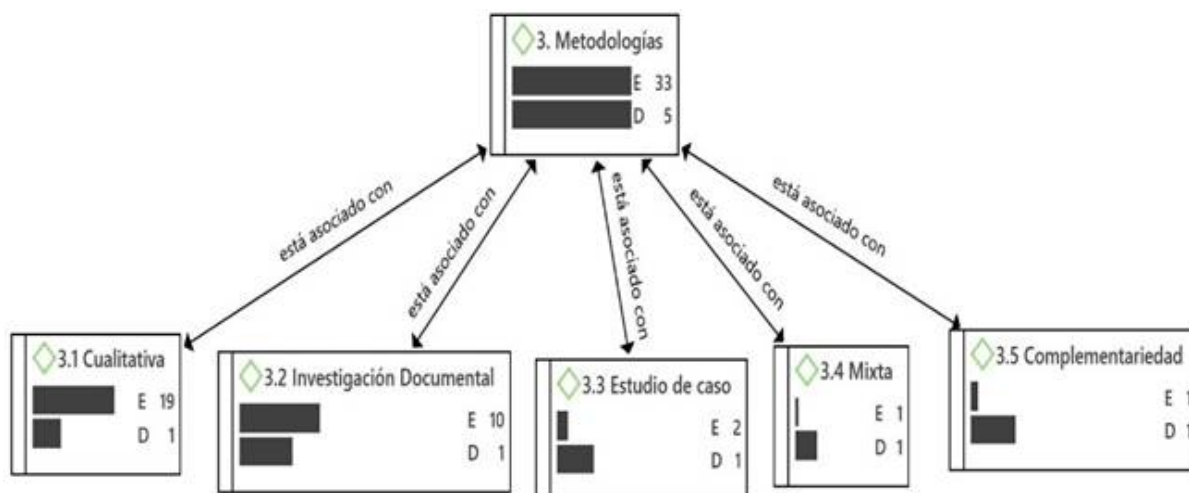 3. Metodologías
E 33
D 5
está asociado con
está asociado con
está asociado con
está asociado con
está asociado con
3.1 Cualitativa
E 19
D 1
3.2 Investigación Documental
E 10
D 1
3.3 Estudio de caso
E 2
D 1
3.4 Mixta
E 1
D 1
3.5 Complementariedad
E 1
D 1